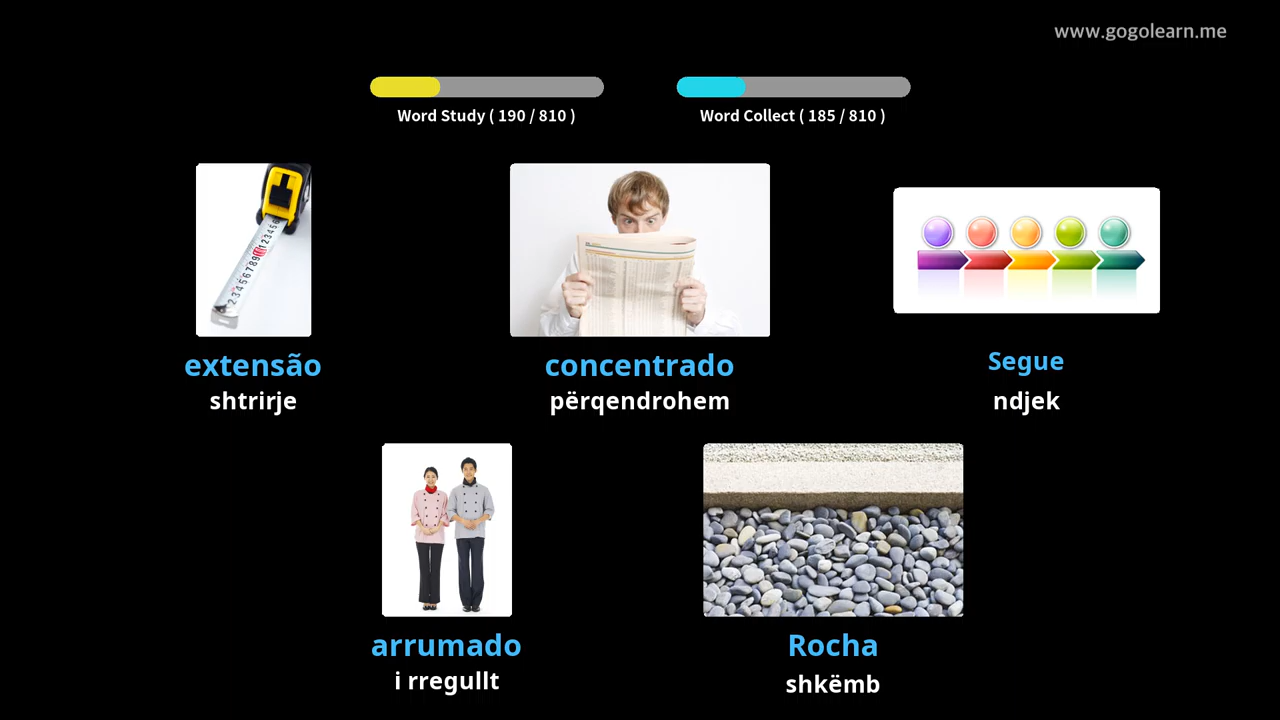 www.gogolearn.me
Word Study ( 190 / 810 )
Word Collect ( 185 / 810 )
extensão
shtrirje
concentrado
përqendrohem
Segue
ndjek
arrumado
i rregullt
Rocha
shkëmb